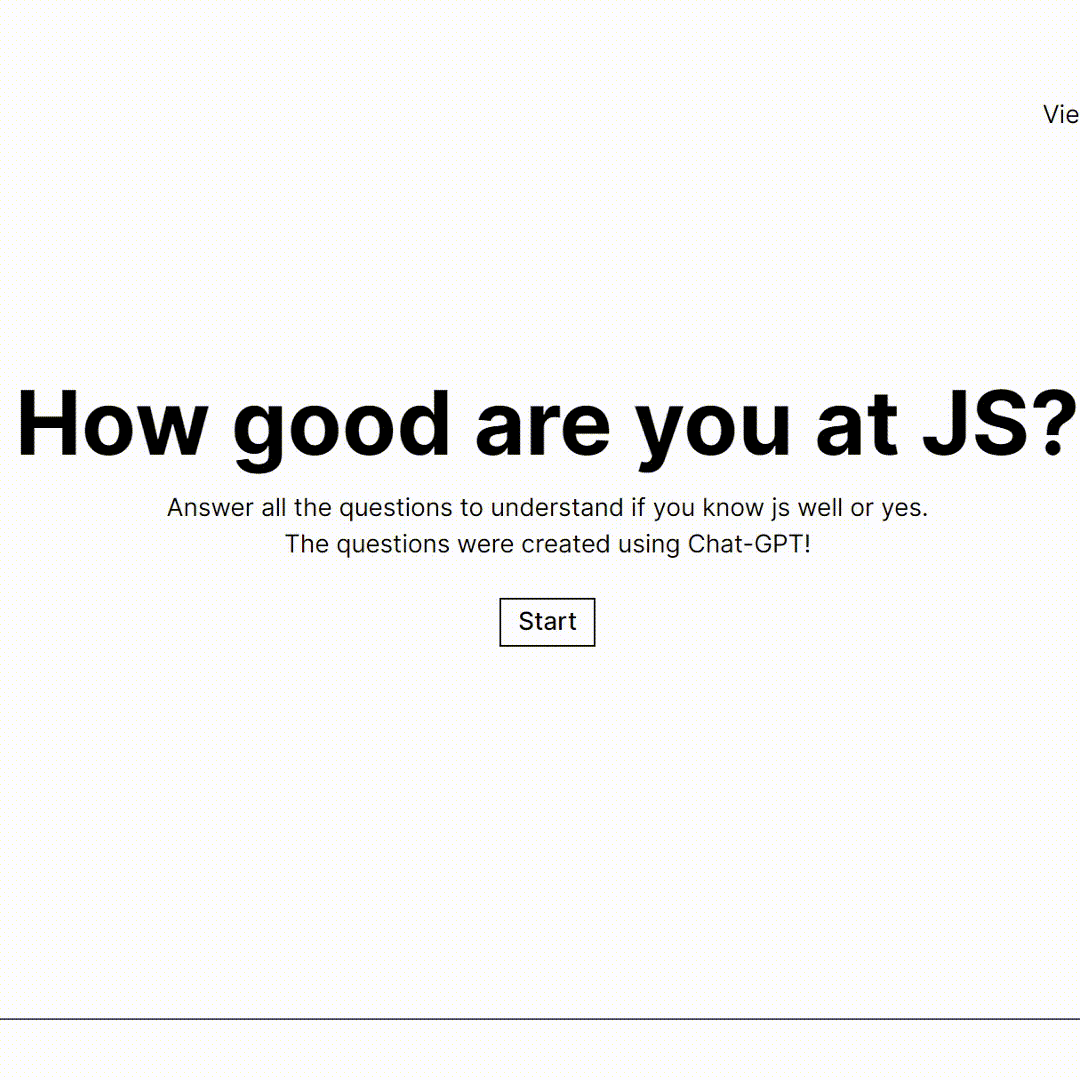 Vie
How good are you at JS?
Answer all the questions to understand if you know js well or yes.
The questions were created using Chat-GPT!
Start